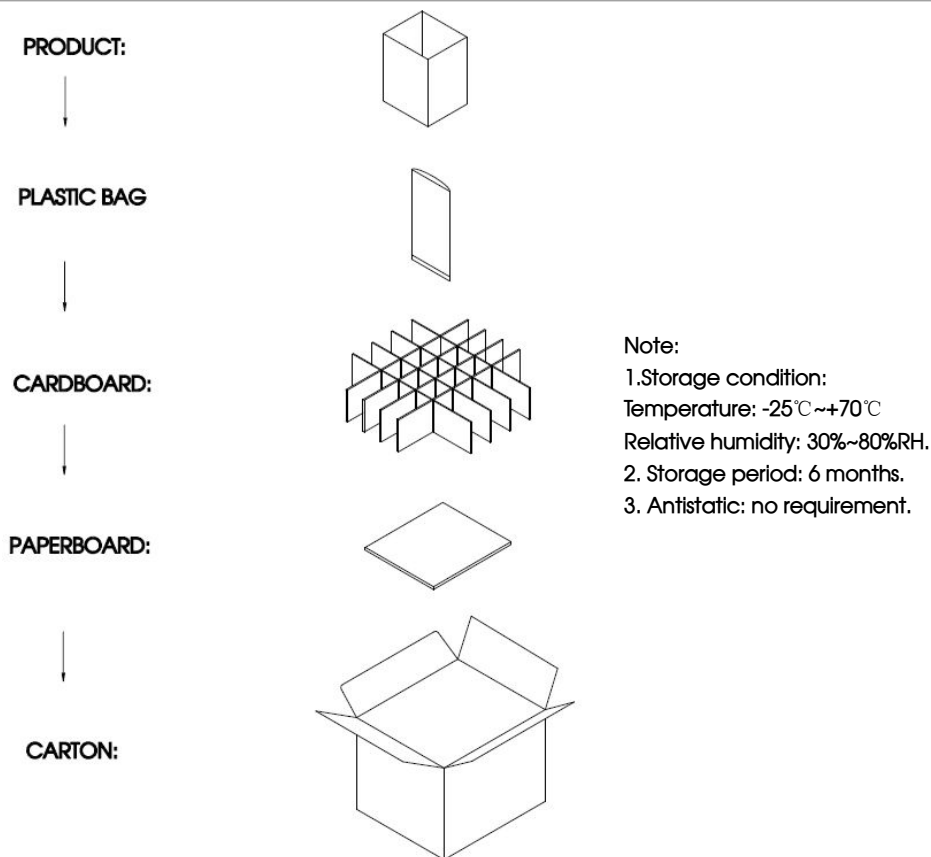 PRODUCT:
PLASTIC BAG
CARDBOARD:
PAPERBOARD:
CARTON:
Note:
1.Storage condition:
Temperature: -25℃~+70℃
Relative humidity: 30%~80%RH.
2. Storage period: 6 months.
3. Antistatic: no requirement.